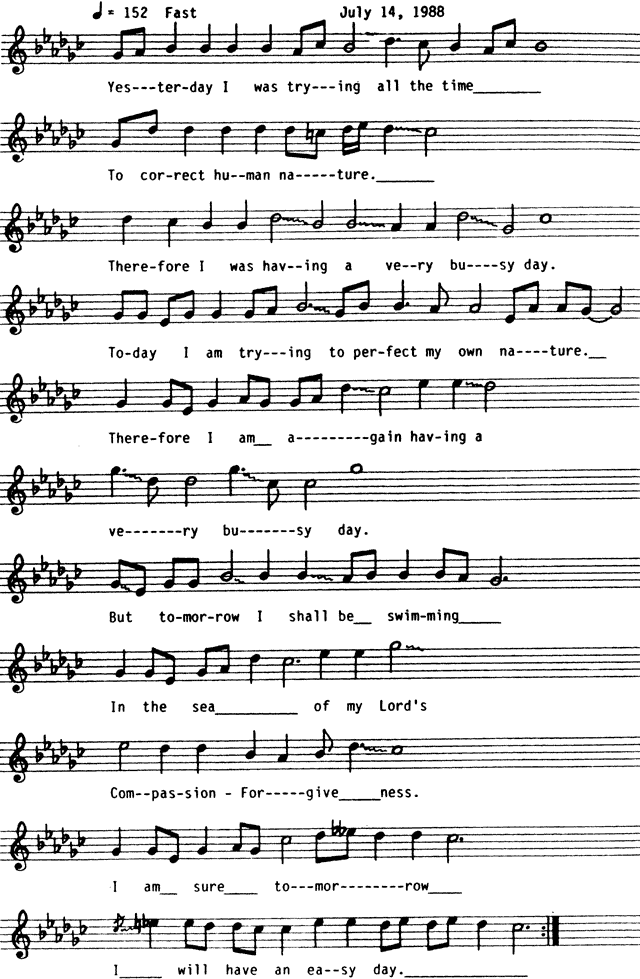 ♩ = 152 Fast July 14, 1988
Yes---ter-day I was try---ing all the time________
To cor-rect hu--man na-----ture._______
There-fore I was hav--ing a ve--ry bu----sy day.
To-day I am try---ing to per-fect my own na----ture.__
There-fore I am__ a---------gain hav-ing a
ve-------ry bu-------sy day.
But to-mor-row I shall be__ swim-ming_____
In the sea__________ of my Lord's
Com--pas-sion - For-----give_____ness.
I am__ sure____ to---mor--------row____
I_____ will have an ea--sy day._______________